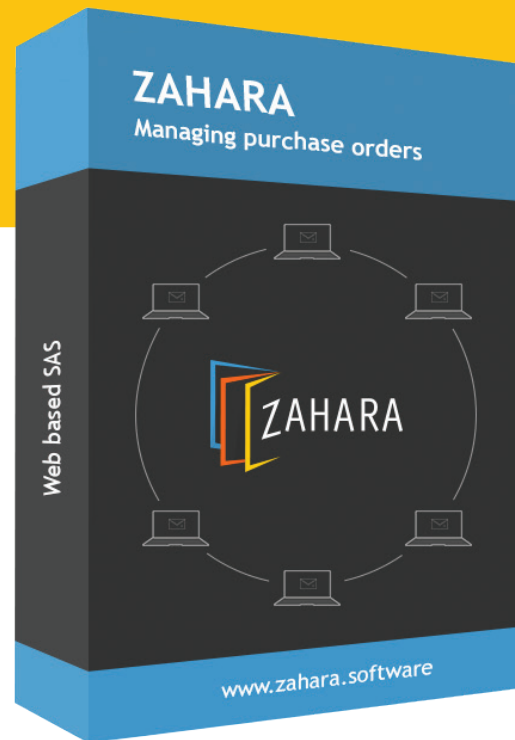 ZAHARA
Managing purchase orders
Web based SAS
ZAHARA
www.zahara.software